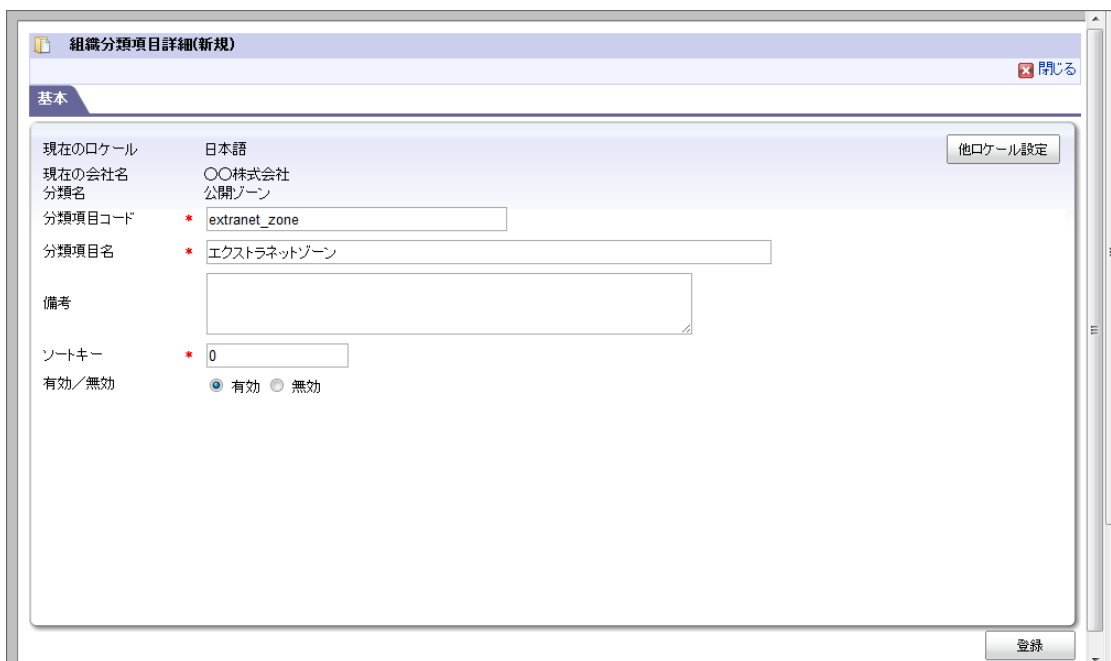 組織分類項目詳細(新規)
閉じる
基本
現在のロケール 日本語 他ロケール設定
現在の会社名 〇〇株式会社
分類名 公開ゾーン
分類項目コード * extranet_zone
分類項目名 * エクストラネットゾーン
備考
ソートキー * 0
有効／無効 有効 無効
登録